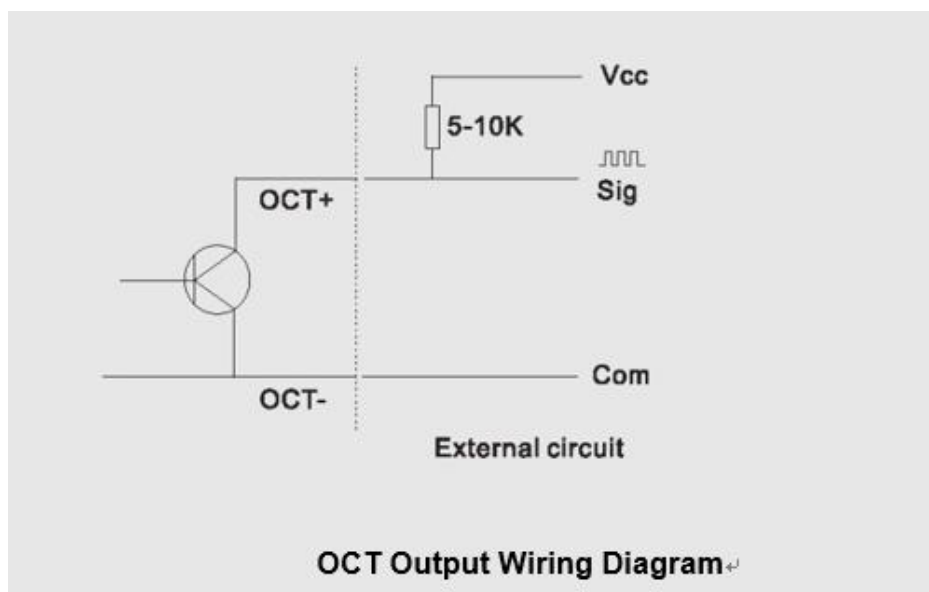 Vcc
5-10K
Sig
OCT+
Com
OCT-
External circuit
OCT Output Wiring Diagram↵